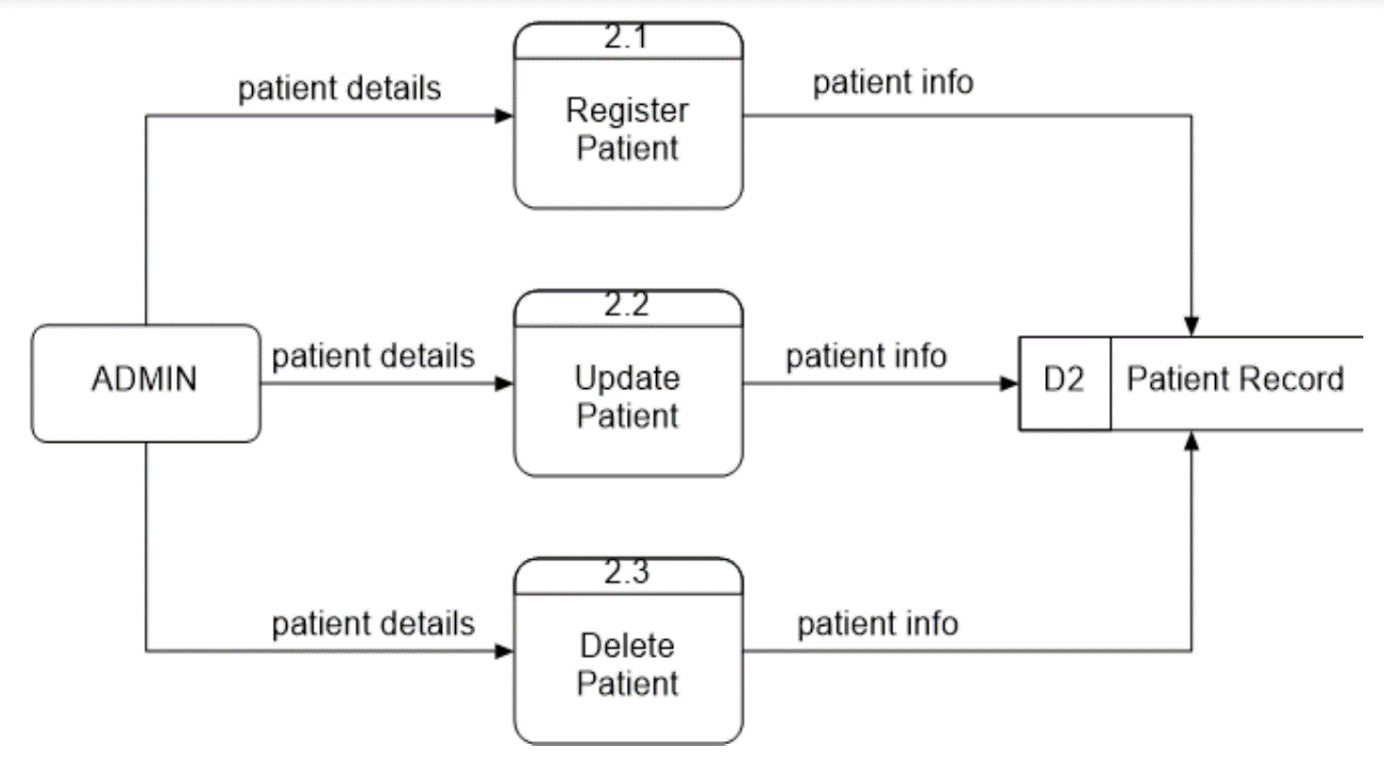 2.1
patient details
patient info
Register
Patient
2.2
ADMIN
patient details
Update
Patient
patient info
D2
Patient Record
2.3
patient details
Delete
Patient
patient info